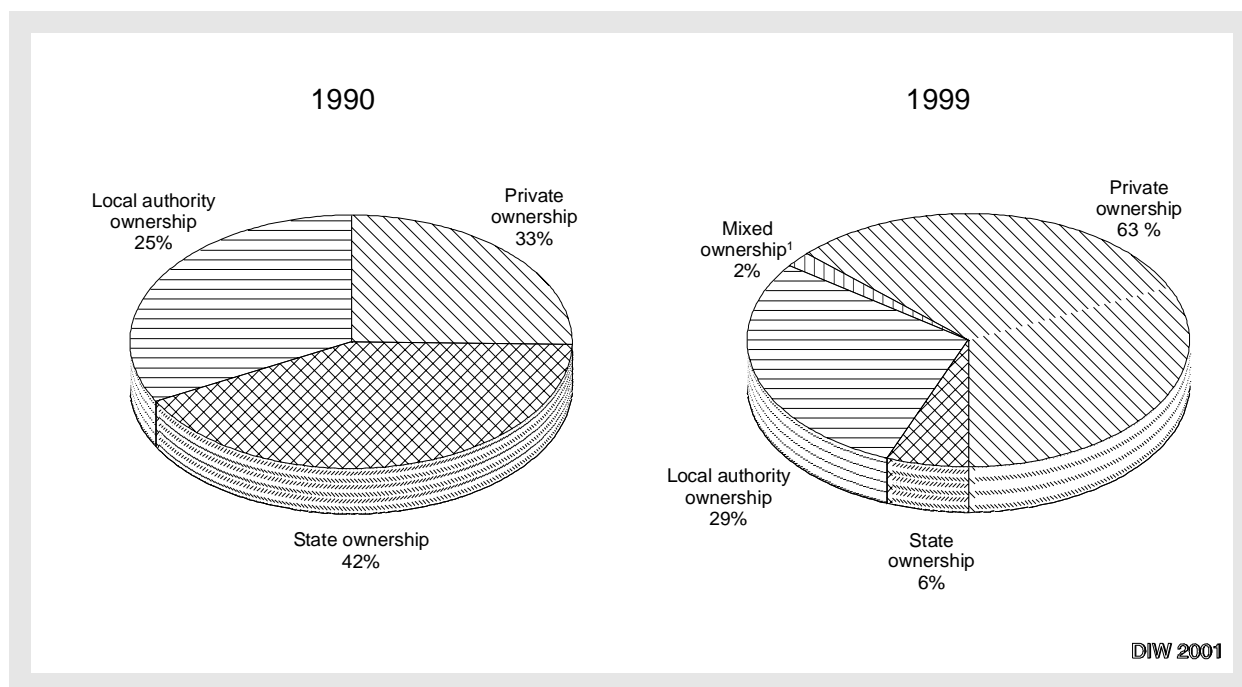 1990
Local authority
ownership
25%
Private
ownership
33%
State ownership
42%
1999
Private
ownership
63 %
Mixed
ownership¹
2%
Local authority
ownership
29%
State
ownership
6%
DIW 2001